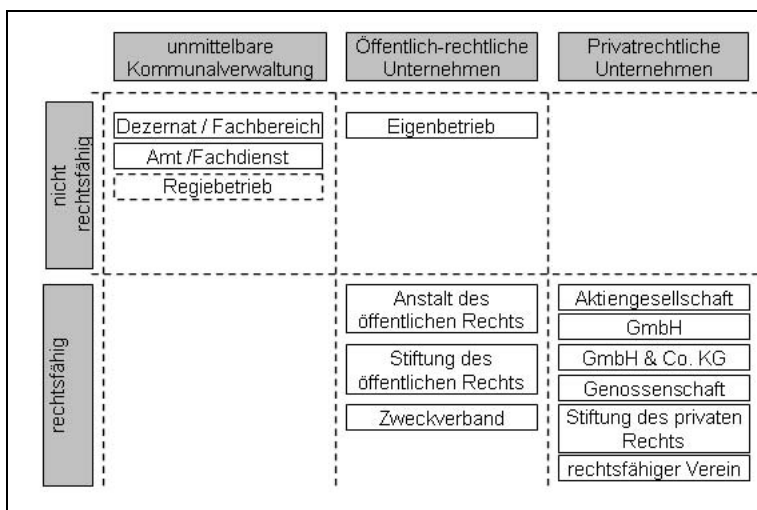 unmittelbare
Kommunalverwaltung
Öffentlich-rechtliche
Unternehmen
Privatrechtliche
Unternehmen
nicht
rechtsfähig
Dezernat / Fachbereich
Amt /Fachdienst
Regiebetrieb
Eigenbetrieb
rechtsfähig
Anstalt des
öffentlichen Rechts
Stiftung des
öffentlichen Rechts
Zweckverband
Aktiengesellschaft
GmbH
GmbH & Co. KG
Genossenschaft
Stiftung des privaten
Rechts
rechtsfähiger Verein